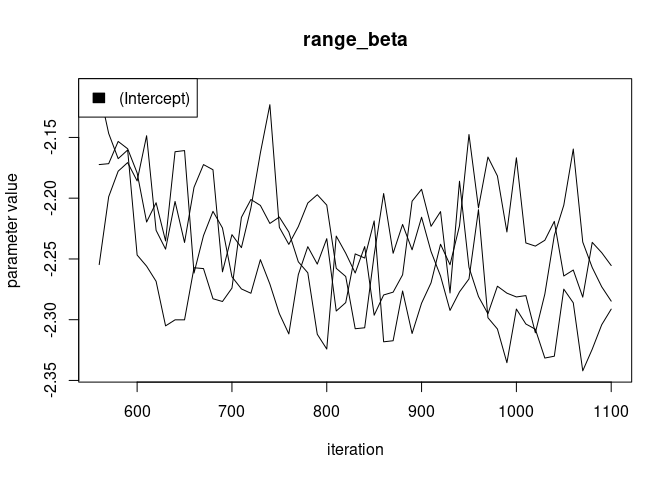 range_beta
(Intercept)
parameter value
-2.15
-2.20
-2.25
-2.30
-2.35
600 700 800 900 1000 1100
iteration